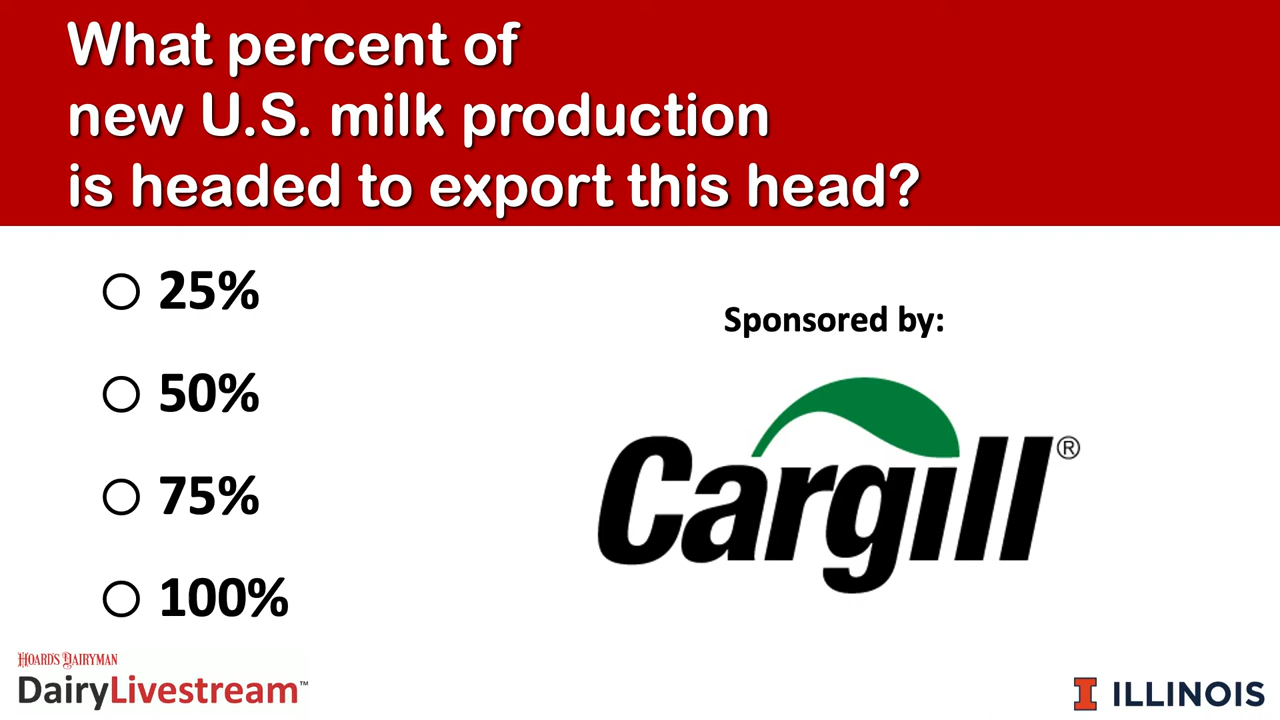 What percent of
new U.S. milk production
is headed to export this head?
25%
50%
75%
100%
Sponsored by:
Cargill®
HOARD'S DAIRYMAN
DairyLivestream™
I ILLINOIS